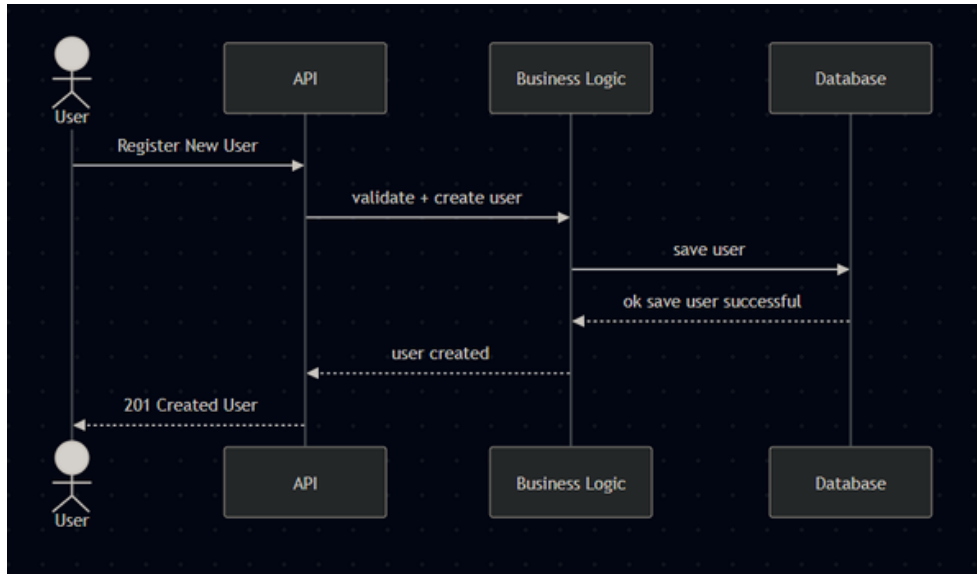 API
Business Logic
Database
User
Register New User
validate + create user
save user
ok save user successful
user created
201 Created User
API
Business Logic
Database
User